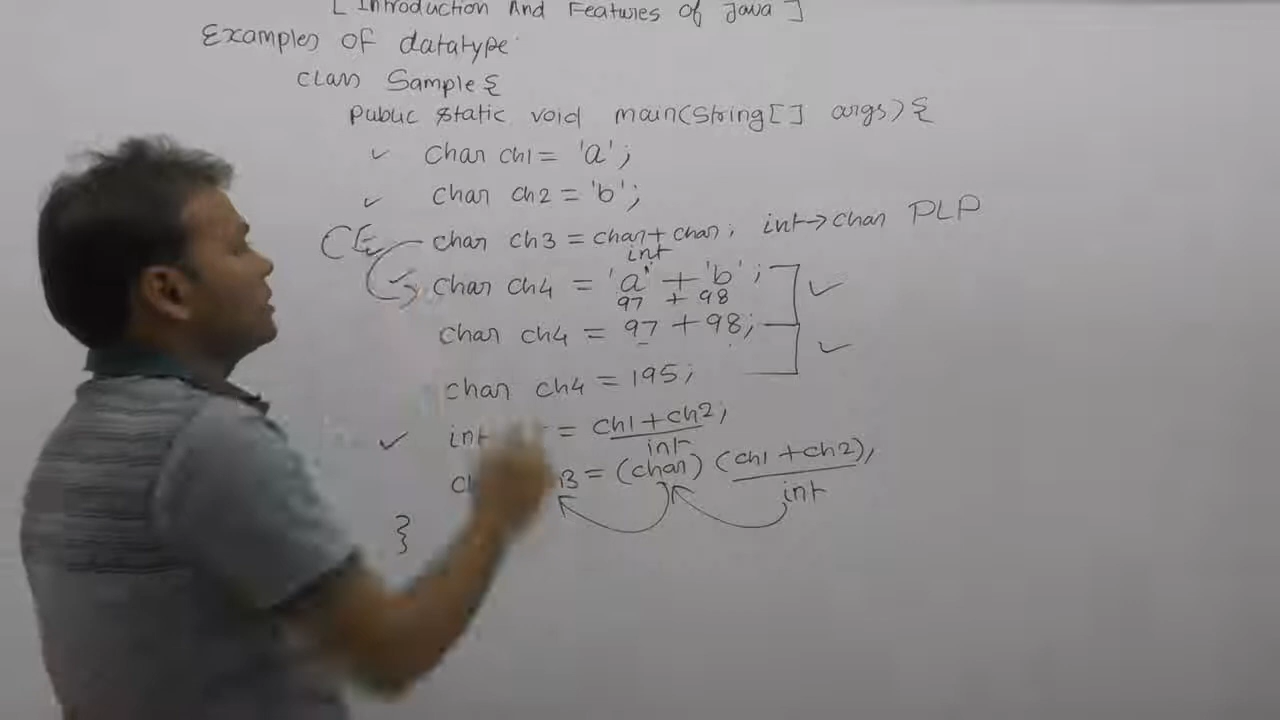 [ Introduction And Features of Java ]
Examples of datatype
Class Sample {
Public static void main(String[] args) {
✓ Char ch1 = 'a';
✓ Char ch2 = 'b';
CE char ch3 = char + char; int → char PLP
int
char ch4 = 'a' + 'b'; ✓
97 + 98
char ch4 = 97 + 98; ✓
char ch4 = 195;
✓ int = ch1 + ch2;
int
= (char) (ch1 + ch2);
int
}